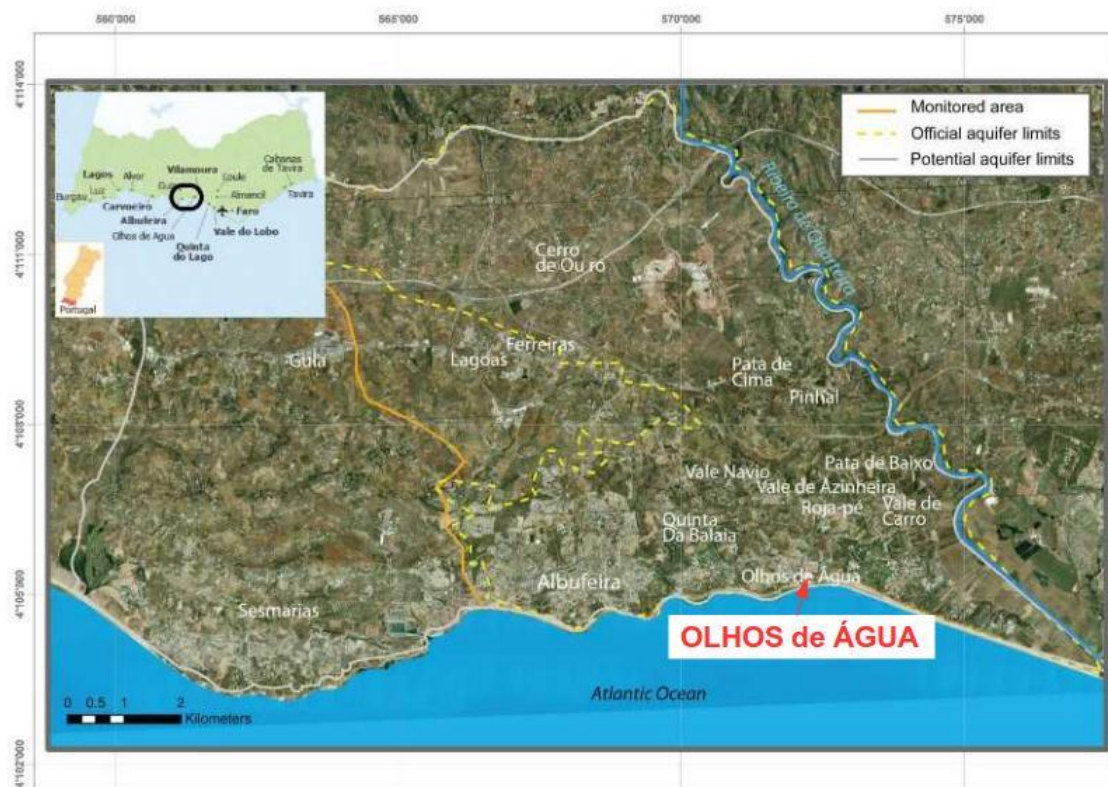 560'000
565'000
570'000
575'000
4'114'000
4'111'000
4'108'000
4'105'000
4'102'000
Monitored area
Official aquifer limits
Potential aquifer limits
Vilamoura
Cabanas
de Tavira
Lagos
Alvor
Loule
Luz
Burgau
Almancil
Tavira
Carvoeiro
Faro
Albufeira
Vale do Lobo
Olhos de Agua
Quinta
do Lago
Portugal
Ribeira de Quarteira
Cerro
de Ou ro
Guia
Lagoas
Ferreiras
Pata de
Cima
Pinhal
Vale Navio
Pata de Baixo
Vale de Azinheira
Roja-pé
Vale de
Carro
Quinta
Da Balaia
Albufeira
Olhos de Água
Sesmarias
OLHOS de ÁGUA
Atlantic Ocean
0 0.5 1 2
Kilometers